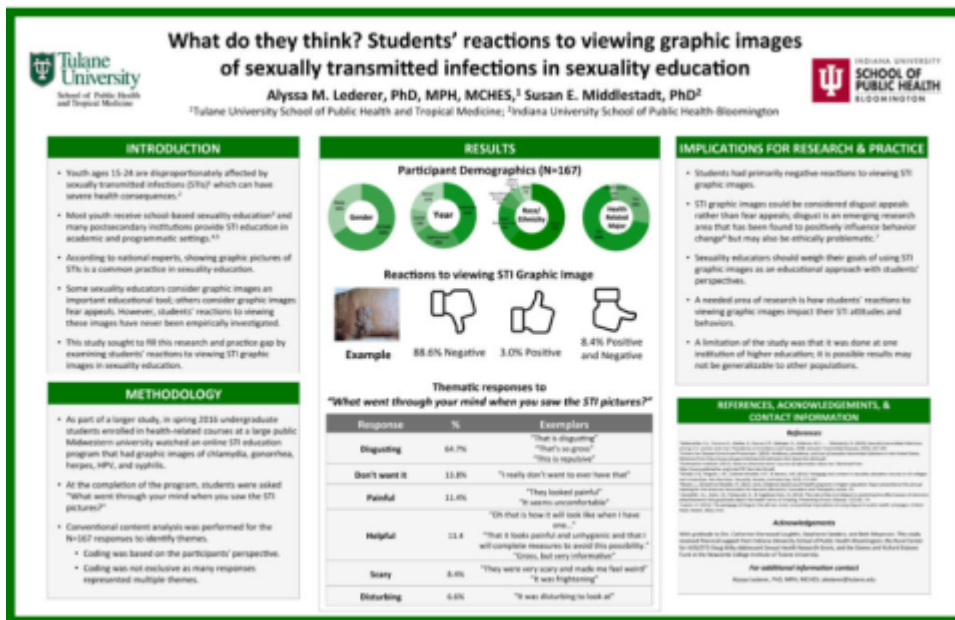 What do they think? Students' reactions to viewing graphic images
of sexually transmitted infections in sexuality education
Alyssa M. Lederer, PhD, MPH, MCHES,¹ Susan E. Middlestadt, PhD²
¹Tulane University School of Public Health and Tropical Medicine; ²Indiana University School of Public Health-Bloomington
Tulane
University
School of Public Health
and Tropical Medicine
INDIANA UNIVERSITY
SCHOOL OF
PUBLIC HEALTH
BLOOMINGTON
INTRODUCTION
• Youth ages 15-24 are disproportionately affected by
sexually transmitted infections (STIs)¹ which can have
severe health consequences.²
• Most youth receive school-based sexuality education³ and
many postsecondary institutions provide STI education in
academic and programmatic settings.⁴,⁵
• According to national experts, showing graphic pictures of
STIs is a common practice in sexuality education.
• Some sexuality educators consider graphic images an
important educational tool; others consider graphic images
fear appeals. However, students' reactions to viewing
these images have never been empirically investigated.
• This study sought to fill this research and practice gap by
examining students' reactions to viewing STI graphic
images in sexuality education.
METHODOLOGY
• As part of a larger study, in spring 2016 undergraduate
students enrolled in health-related courses at a large public
Midwestern university watched an online STI education
program that had graphic images of chlamydia, gonorrhea,
herpes, HPV, and syphilis.
• At the completion of the program, students were asked
"What went through your mind when you saw the STI
pictures?"
• Conventional content analysis was performed for the
N=167 responses to identify themes.
• Coding was based on the participants' perspective.
• Coding was not exclusive as many responses
represented multiple themes.
RESULTS
Participant Demographics (N=167)
Gender
Year
Race/
Ethnicity
Health
Related
Major
Reactions to viewing STI Graphic Image
Example
88.6% Negative
3.0% Positive
8.4% Positive
and Negative
Thematic responses to
"What went through your mind when you saw the STI pictures?"
Response % Exemplars
Disgusting 64.7% "That is disgusting"
"That's so gross"
"This is repulsive"
Don't want it 13.8% "I really don't want to ever have that"
Painful 11.4% "They looked painful"
"It seems uncomfortable"
Helpful 11.4 "Oh that is how it will look like when I have
one..."
"That it looks painful and unhygienic and that I
will complete measures to avoid this possibility."
"Gross, but very informative"
Scary 8.4% "They were very scary and made me feel weird"
"It was frightening"
Disturbing 6.6% "It was disturbing to look at"
IMPLICATIONS FOR RESEARCH & PRACTICE
• Students had primarily negative reactions to viewing STI
graphic images.
• STI graphic images could be considered disgust appeals
rather than fear appeals; disgust is an emerging research
area that has been found to positively influence behavior
change⁶ but may also be ethically problematic.⁷
• Sexuality educators should weigh their goals of using STI
graphic images as an educational approach with students'
perspectives.
• A needed area of research is how students' reactions to
viewing graphic images impact their STI attitudes and
behaviors.
• A limitation of the study was that it was done at one
institution of higher education; it is possible results may
not be generalizable to other populations.
REFERENCES, ACKNOWLEDGEMENTS, &
CONTACT INFORMATION
References
Acknowledgements
For additional information contact
Alyssa Lederer, PhD, MPH, MCHES; alederer@tulane.edu